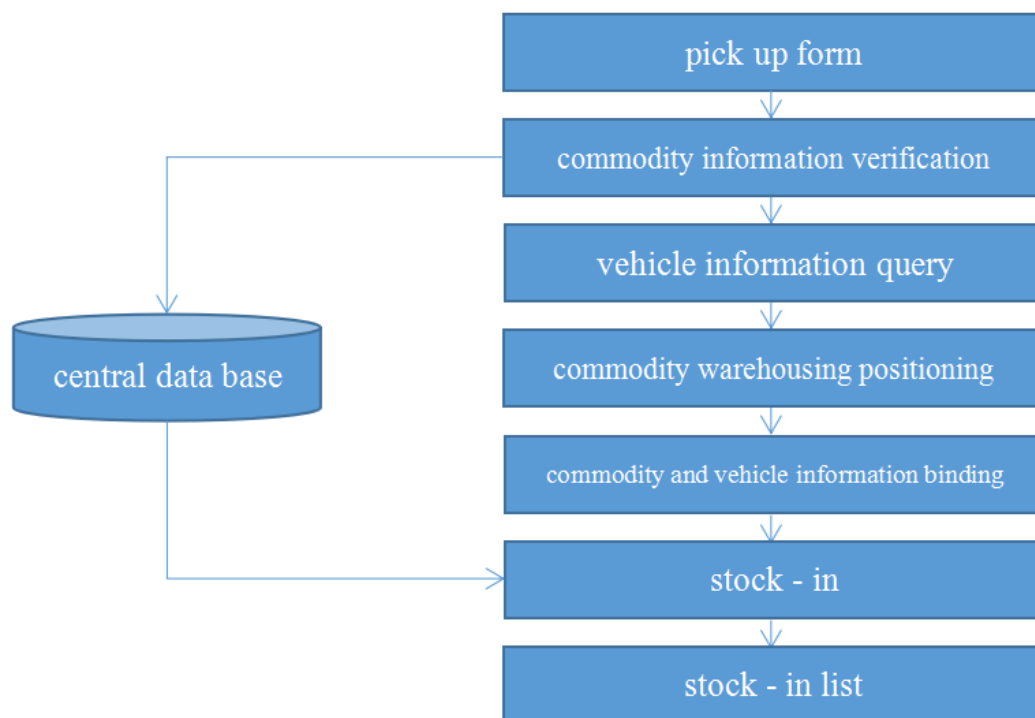 pick up form
commodity information verification
vehicle information query
central data base
commodity warehousing positioning
commodity and vehicle information binding
stock - in
stock - in list